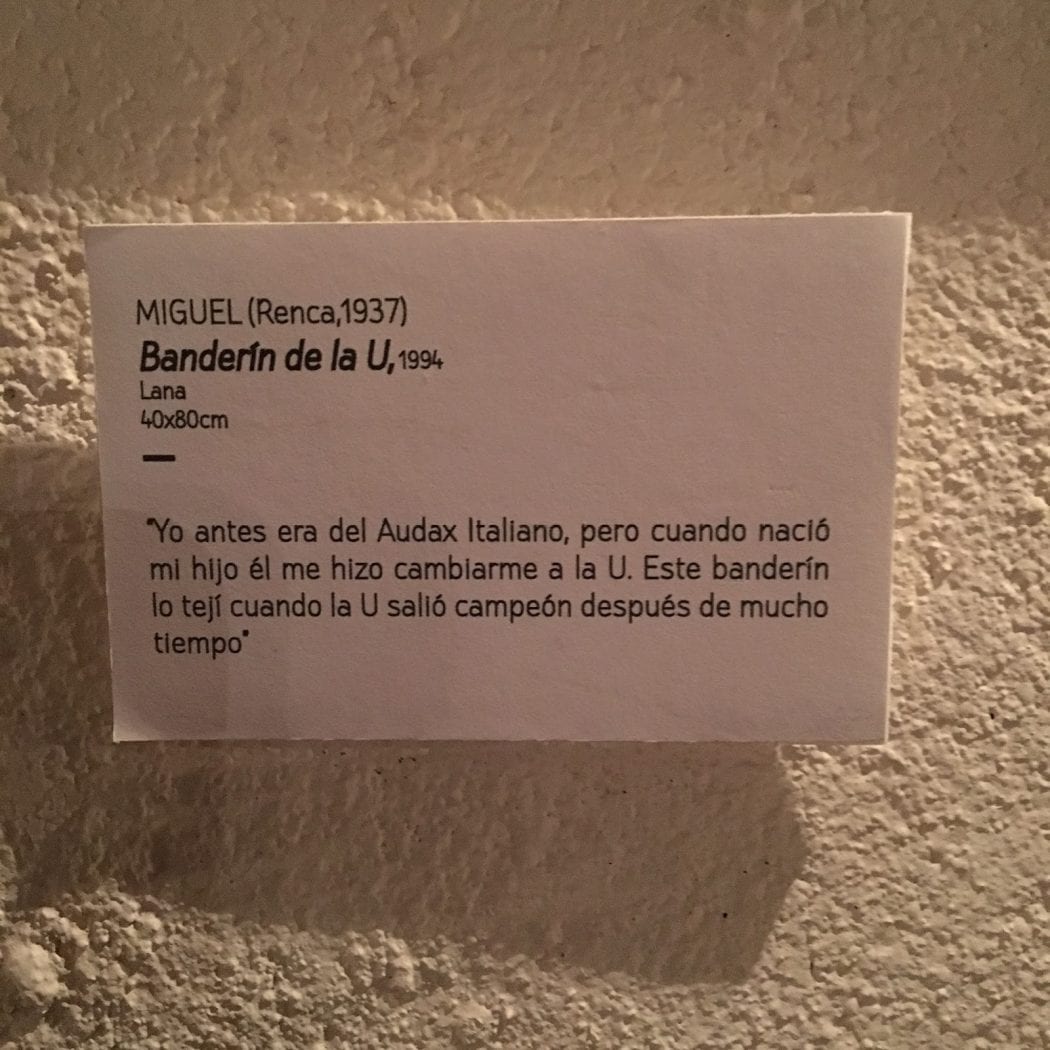 MIGUEL (Renca,1937)
Banderín de la U, 1994
Lana
40x80cm
"Yo antes era del Audax Italiano, pero cuando nació
mi hijo él me hizo cambiarme a la U. Este banderín
lo tejí cuando la U salió campeón después de mucho
tiempo"